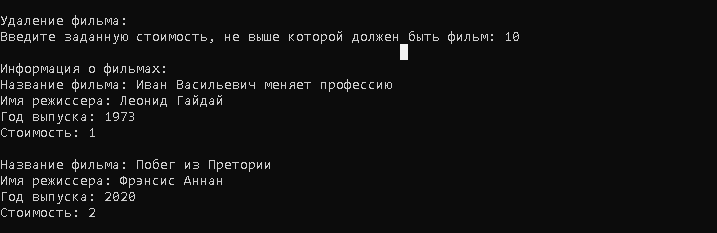 Удаление фильма:
Введите заданную стоимость, не выше которой должен быть фильм: 10
Информация о фильмах:
Название фильма: Иван Васильевич меняет профессию
Имя режиссера: Леонид Гайдай
Год выпуска: 1973
Стоимость: 1
Название фильма: Побег из Претории
Имя режиссера: Фрэнсис Аннан
Год выпуска: 2020
Стоимость: 2